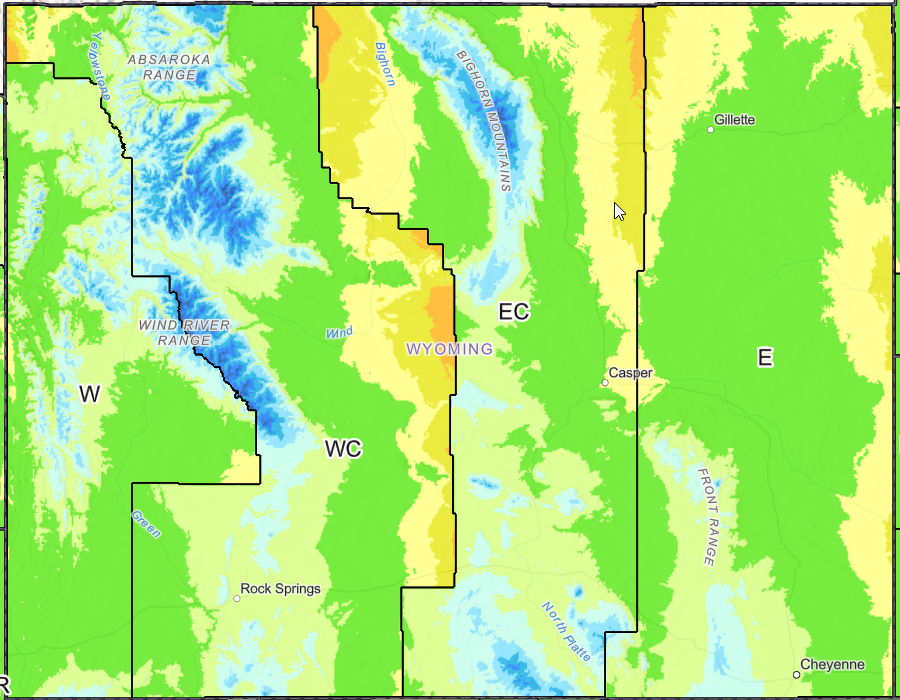 Yellowstone
ABSAROKA
RANGE
Bighorn
BIGHORN MOUNTAINS
Gillette
WIND RIVER
RANGE
Wind
WYOMING
EC
Casper
E
W
WC
Green
FRONT RANGE
Rock Springs
North Platte
Cheyenne
R